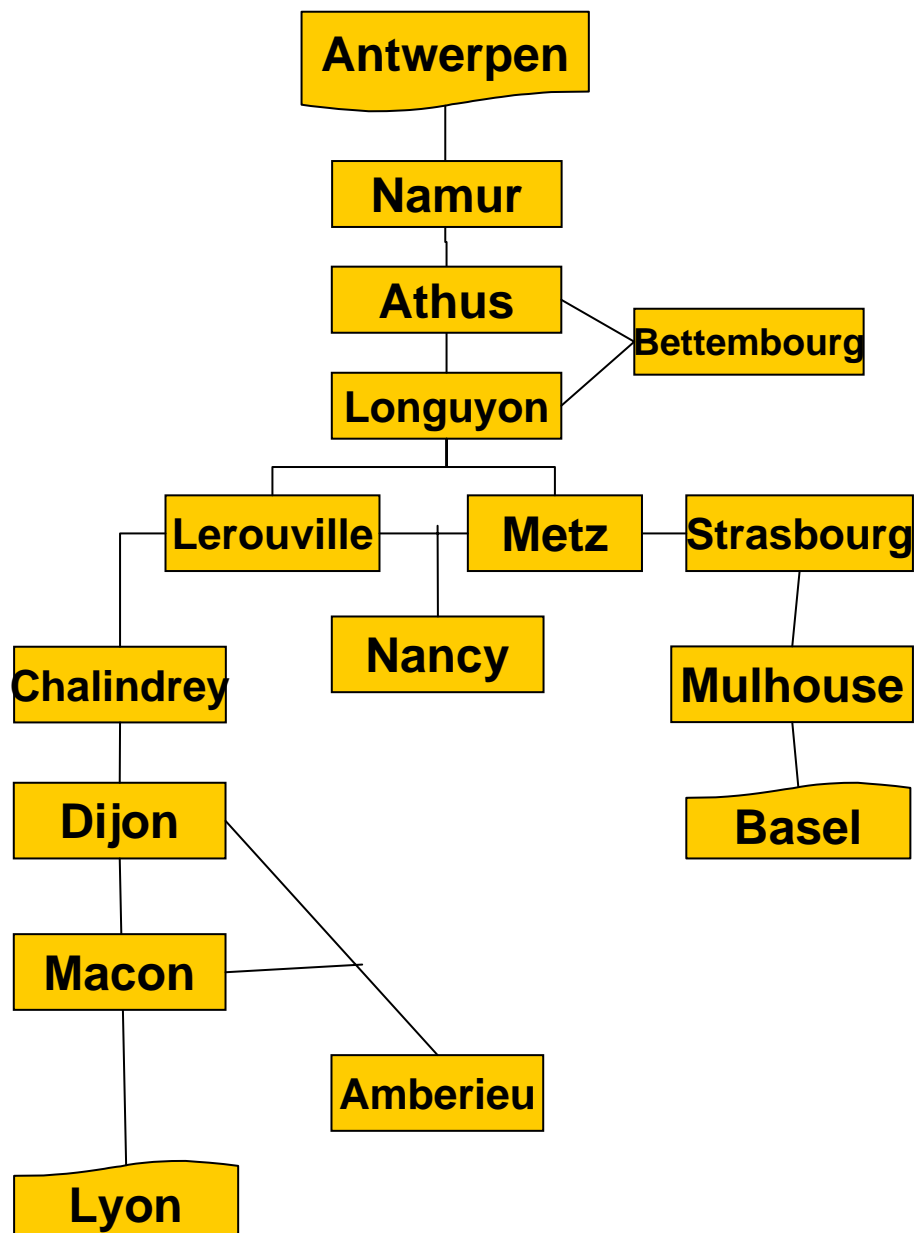 Antwerpen
Namur
Athus
Bettembourg
Longuyon
Lerouville
Metz
Strasbourg
Nancy
Chalindrey
Mulhouse
Dijon
Basel
Macon
Amberieu
Lyon